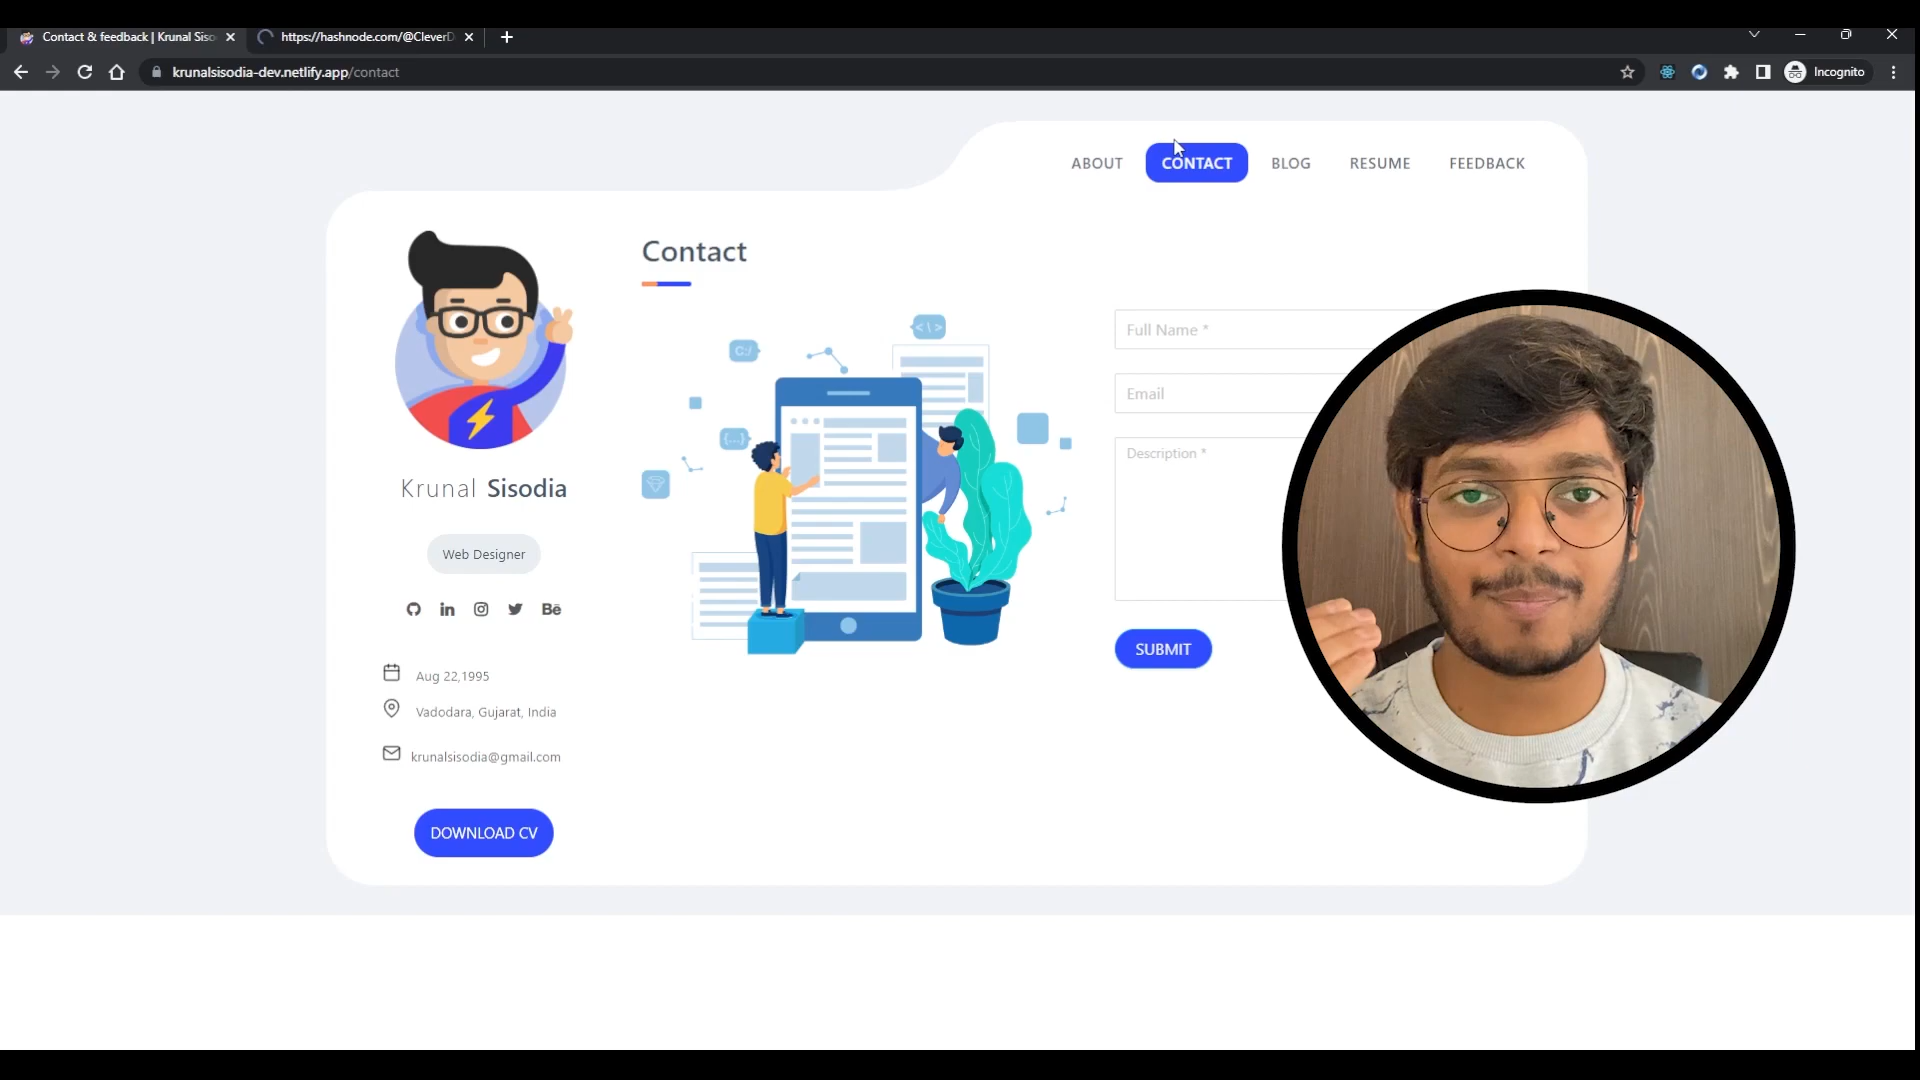 Contact & feedback | Krunal Siso
https://hashnode.com/@CleverD
krunalsisodia-dev.netlify.app/contact
Incognito
ABOUT
CONTACT
BLOG
RESUME
FEEDBACK
Krunal Sisodia
Web Designer
Bē
Aug 22,1995
Vadodara, Gujarat, India
krunalsisodia@gmail.com
DOWNLOAD CV
Contact
C:/
<\>
{...}
Full Name *
Email
Description *
SUBMIT